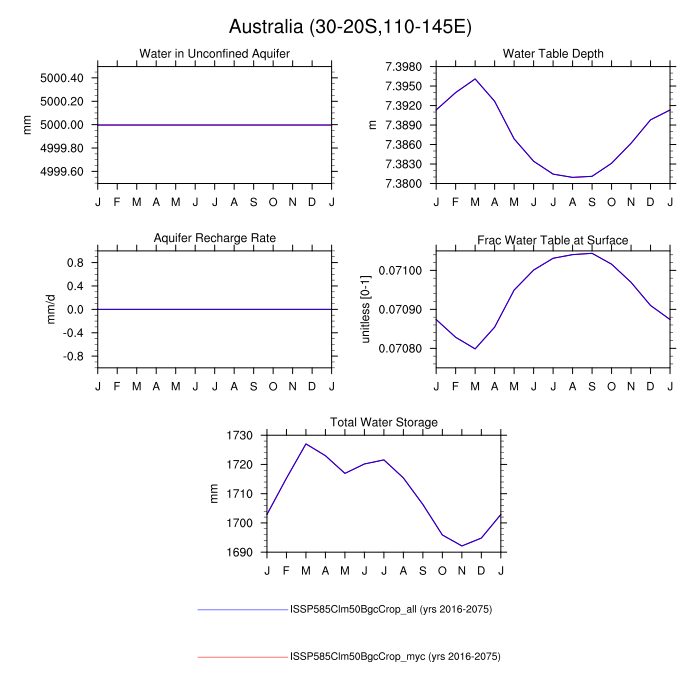 Australia (30-20S,110-145E)
Water in Unconfined Aquifer
5000.40
5000.20
5000.00
4999.80
4999.60
mm
J F M A M J J A S O N D J
Water Table Depth
7.3980
7.3950
7.3920
7.3890
7.3860
7.3830
7.3800
m
J F M A M J J A S O N D J
Aquifer Recharge Rate
0.8
0.4
0.0
-0.4
-0.8
mm/d
J F M A M J J A S O N D J
Frac Water Table at Surface
0.07100
0.07090
0.07080
unitless [0-1]
J F M A M J J A S O N D J
Total Water Storage
1730
1720
1710
1700
1690
mm
J F M A M J J A S O N D J
ISSP585Clm50BgcCrop_all (yrs 2016-2075)
ISSP585Clm50BgcCrop_myc (yrs 2016-2075)